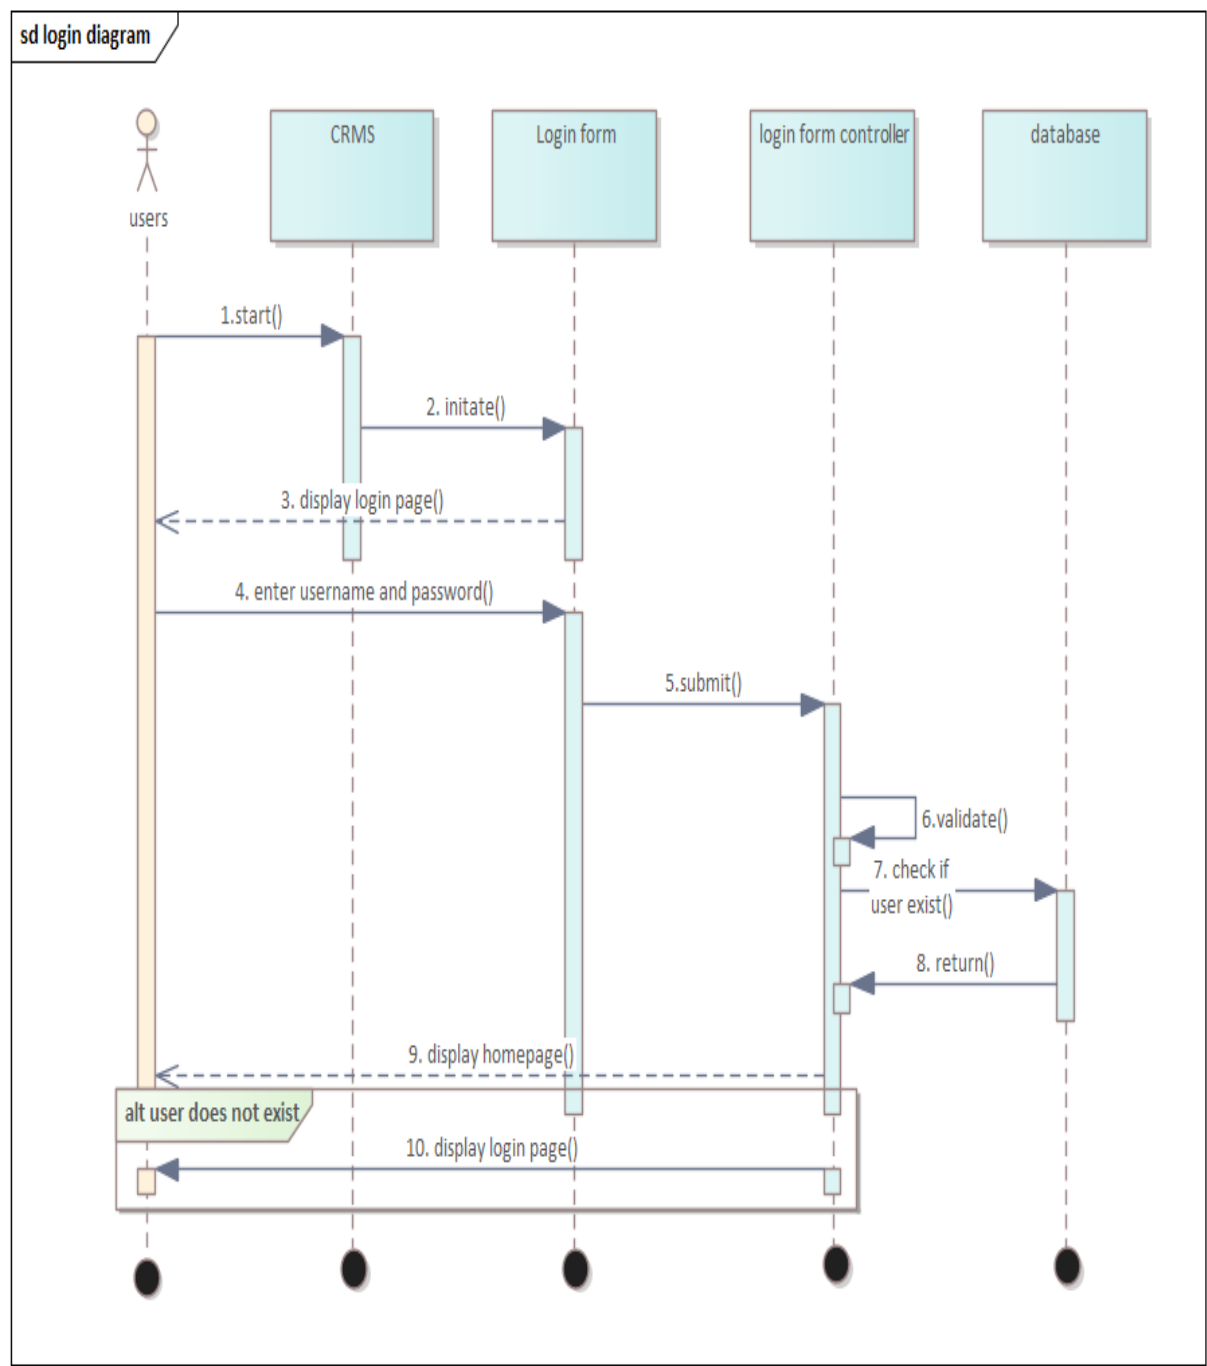 sd login diagram
users
CRMS
Login form
login form controller
database
1.start()
2. initate()
3. display login page()
4. enter username and password()
5.submit()
6.validate()
7. check if
user exist()
8. return()
9. display homepage()
alt user does not exist
10. display login page()